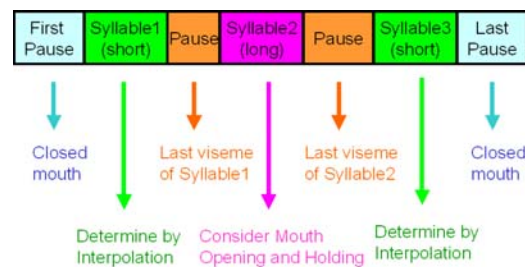 First Pause
Syllable1 (short)
Pause
Syllable2 (long)
Pause
Syllable3 (short)
Last Pause
Closed mouth
Last viseme of Syllable1
Last viseme of Syllable2
Closed mouth
Determine by Interpolation
Consider Mouth Opening and Holding
Determine by Interpolation